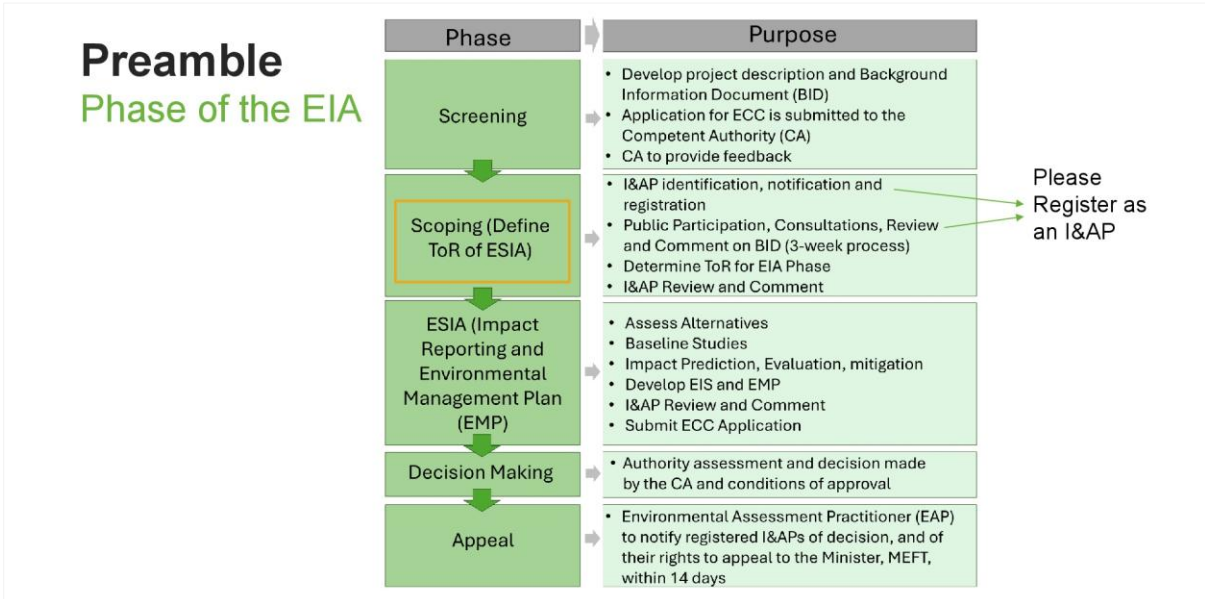 Preamble
Phase of the EIA
Phase
Purpose
Screening
• Develop project description and Background
Information Document (BID)
• Application for ECC is submitted to the
Competent Authority (CA)
• CA to provide feedback
Scoping (Define
ToR of ESIA)
• I&AP identification, notification and
registration
• Public Participation, Consultations, Review
and Comment on BID (3-week process)
• Determine ToR for EIA Phase
• I&AP Review and Comment
Please
Register as
an I&AP
ESIA (Impact
Reporting and
Environmental
Management Plan
(EMP)
• Assess Alternatives
• Baseline Studies
• Impact Prediction, Evaluation, mitigation
• Develop EIS and EMP
• I&AP Review and Comment
• Submit ECC Application
Decision Making
• Authority assessment and decision made
by the CA and conditions of approval
Appeal
• Environmental Assessment Practitioner (EAP)
to notify registered I&APs of decision, and of
their rights to appeal to the Minister, MEFT,
within 14 days